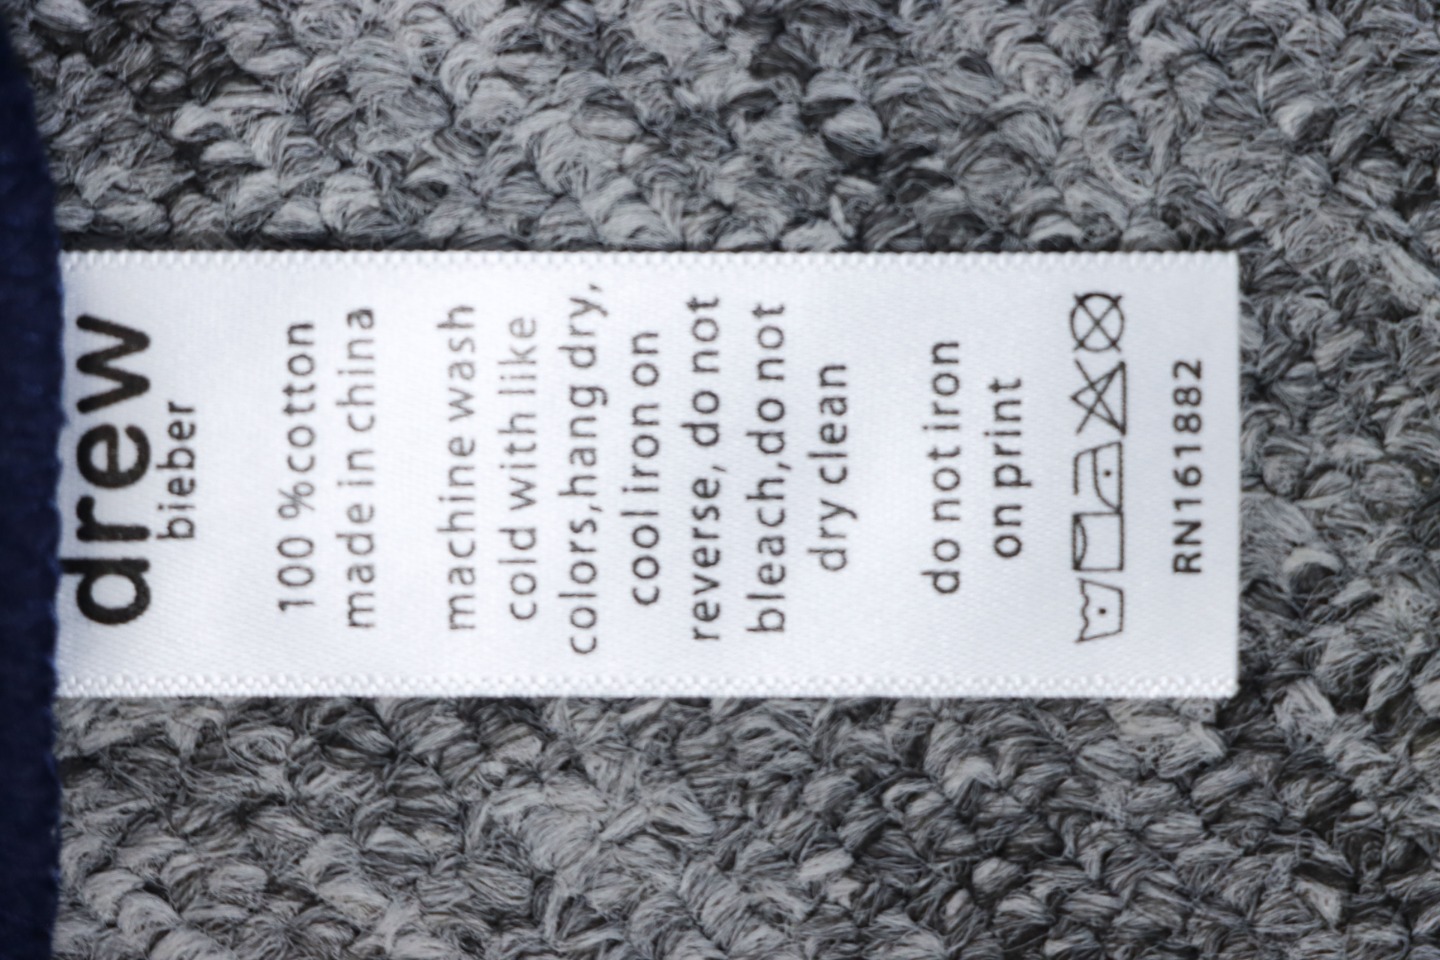 drew
bieber
100 %cotton
made in china
machine wash
cold with like
colors,hang dry,
cool iron on
reverse, do not
bleach,do not
dry clean
do not iron
on print
RN161882